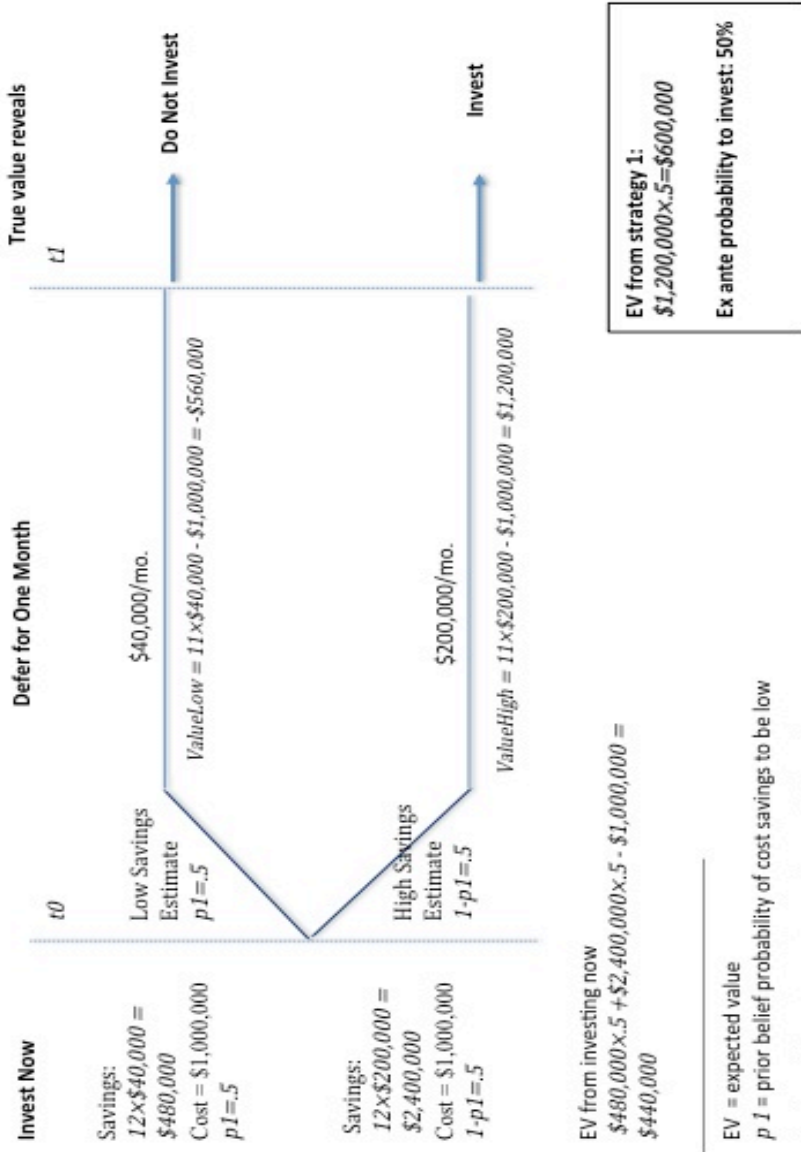 Invest Now
Defer for One Month
True value reveals
t0
t1
Savings:
12×$40,000 =
$480,000
Cost = $1,000,000
p1=.5
Low Savings
Estimate
p1=.5
$40,000/mo.
ValueLow = 11×$40,000 - $1,000,000 = -$560,000
Do Not Invest
Savings:
12×$200,000 =
$2,400,000
Cost = $1,000,000
1-p1=.5
High Savings
Estimate
1-p1=.5
$200,000/mo.
ValueHigh = 11×$200,000 - $1,000,000 = $1,200,000
Invest
EV from investing now
$480,000×.5 +$2,400,000×.5 - $1,000,000 =
$440,000
EV from strategy 1:
$1,200,000×.5=$600,000
Ex ante probability to invest: 50%
EV = expected value
p 1 = prior belief probability of cost savings to be low